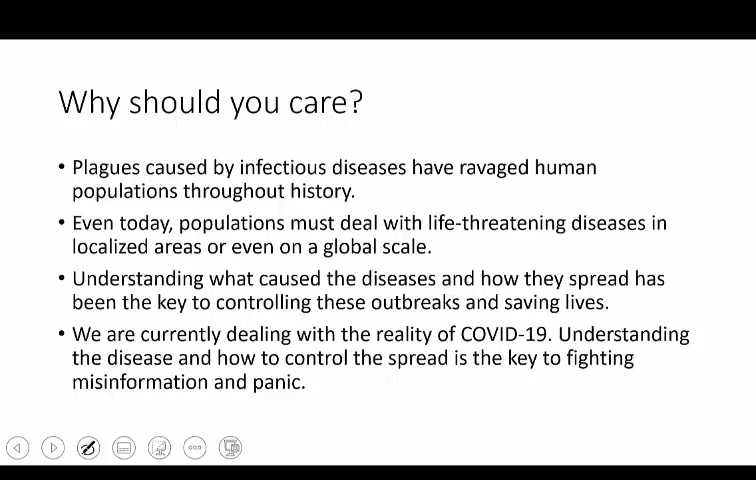 Why should you care?
• Plagues caused by infectious diseases have ravaged human
populations throughout history.
• Even today, populations must deal with life-threatening diseases in
localized areas or even on a global scale.
• Understanding what caused the diseases and how they spread has
been the key to controlling these outbreaks and saving lives.
• We are currently dealing with the reality of COVID-19. Understanding
the disease and how to control the spread is the key to fighting
misinformation and panic.